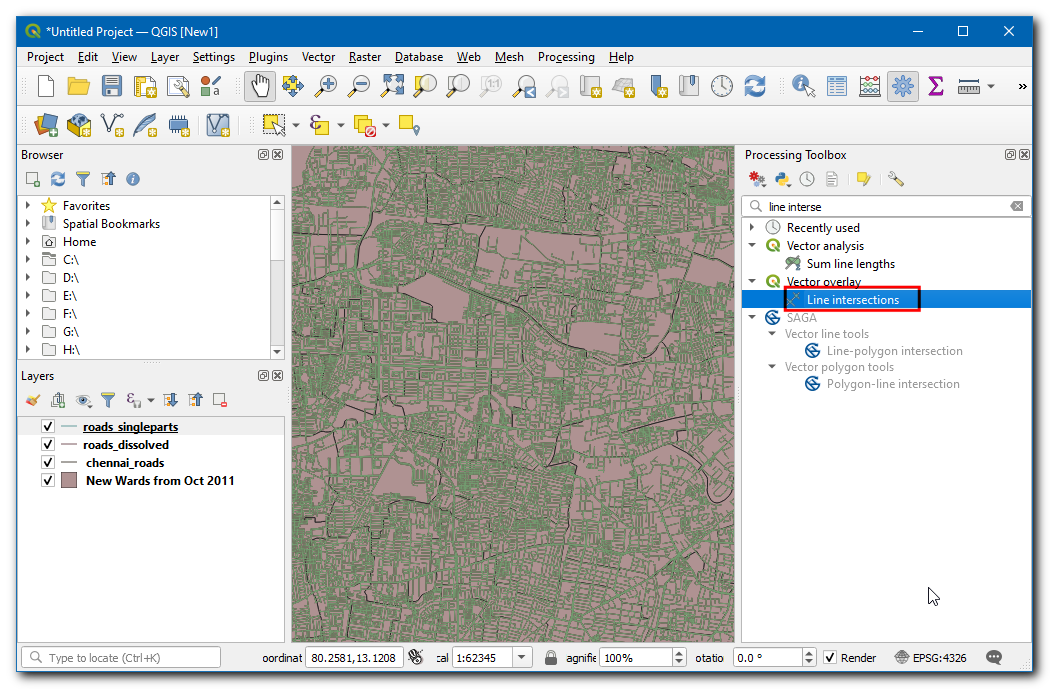 *Untitled Project — QGIS [New1]
Project Edit View Layer Settings Plugins Vector Raster Database Web Mesh Processing Help
1:1
a
»
Browser
Favorites
Spatial Bookmarks
Home
C:\
D:\
E:\
F:\
G:\
H:\
Layers
roads_singleparts
roads_dissolved
chennai_roads
New Wards from Oct 2011
Processing Toolbox
line interse
Recently used
Vector analysis
Sum line lengths
Vector overlay
Line intersections
SAGA
Vector line tools
Line-polygon intersection
Vector polygon tools
Polygon-line intersection
Type to locate (Ctrl+K) oordinat 80.2581,13.1208 cal 1:62345 agnifie 100% otatio 0.0 ° Render EPSG:4326